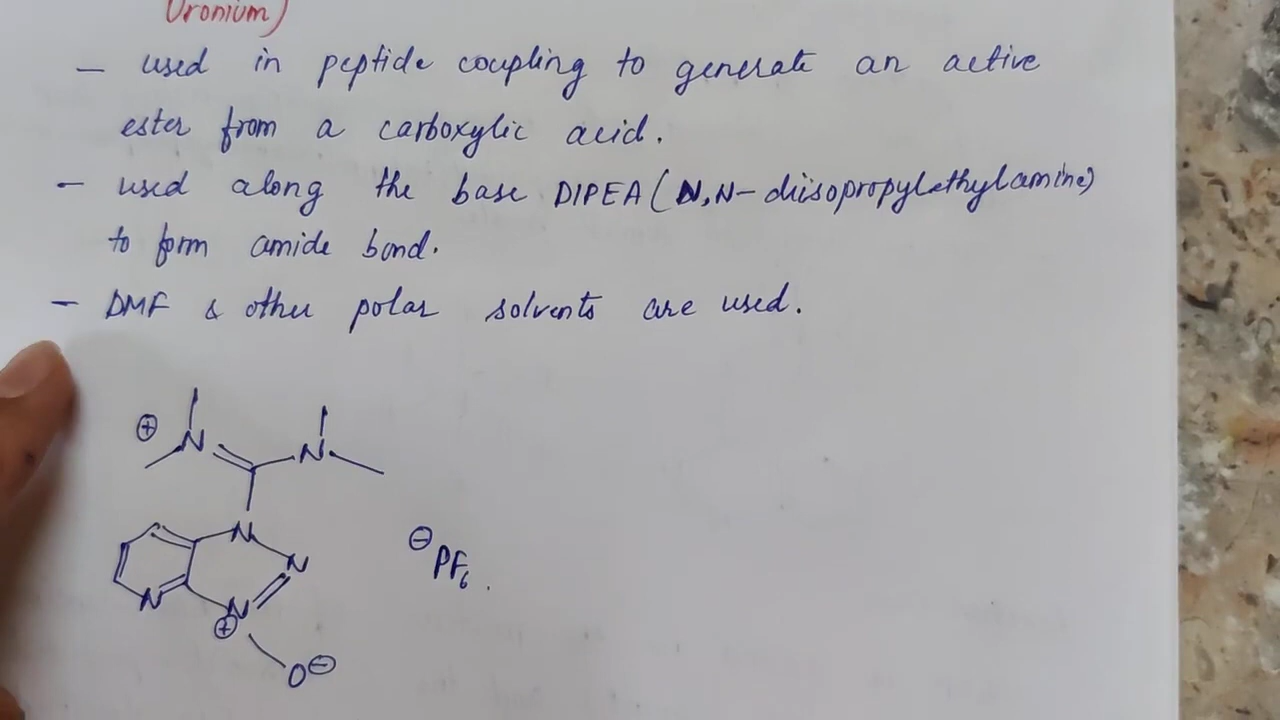 Uronium)
- used in peptide coupling to generate an active
ester from a carboxylic acid.
- used along the base DIPEA (N,N-diisopropylethylamine)
to form amide bond.
- DMF & other polar solvents are used.
⊕ N N
N
N
N N
⊕
O⊖
⊖PF₆.